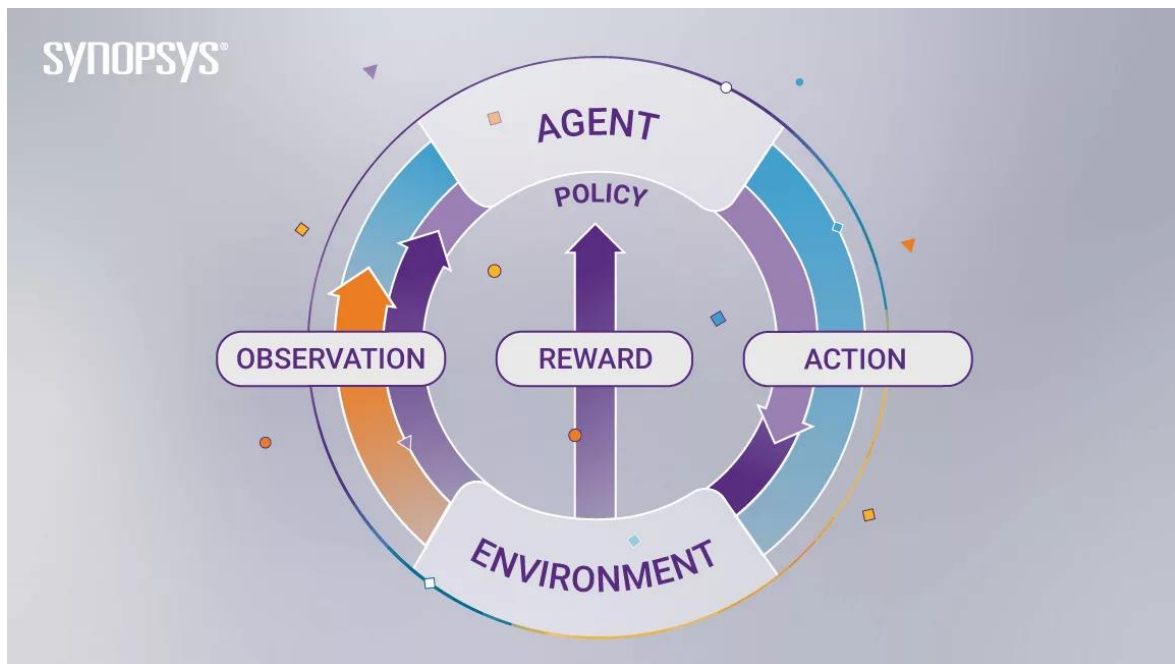 SYNOPSYS®
AGENT
POLICY
OBSERVATION
REWARD
ACTION
ENVIRONMENT